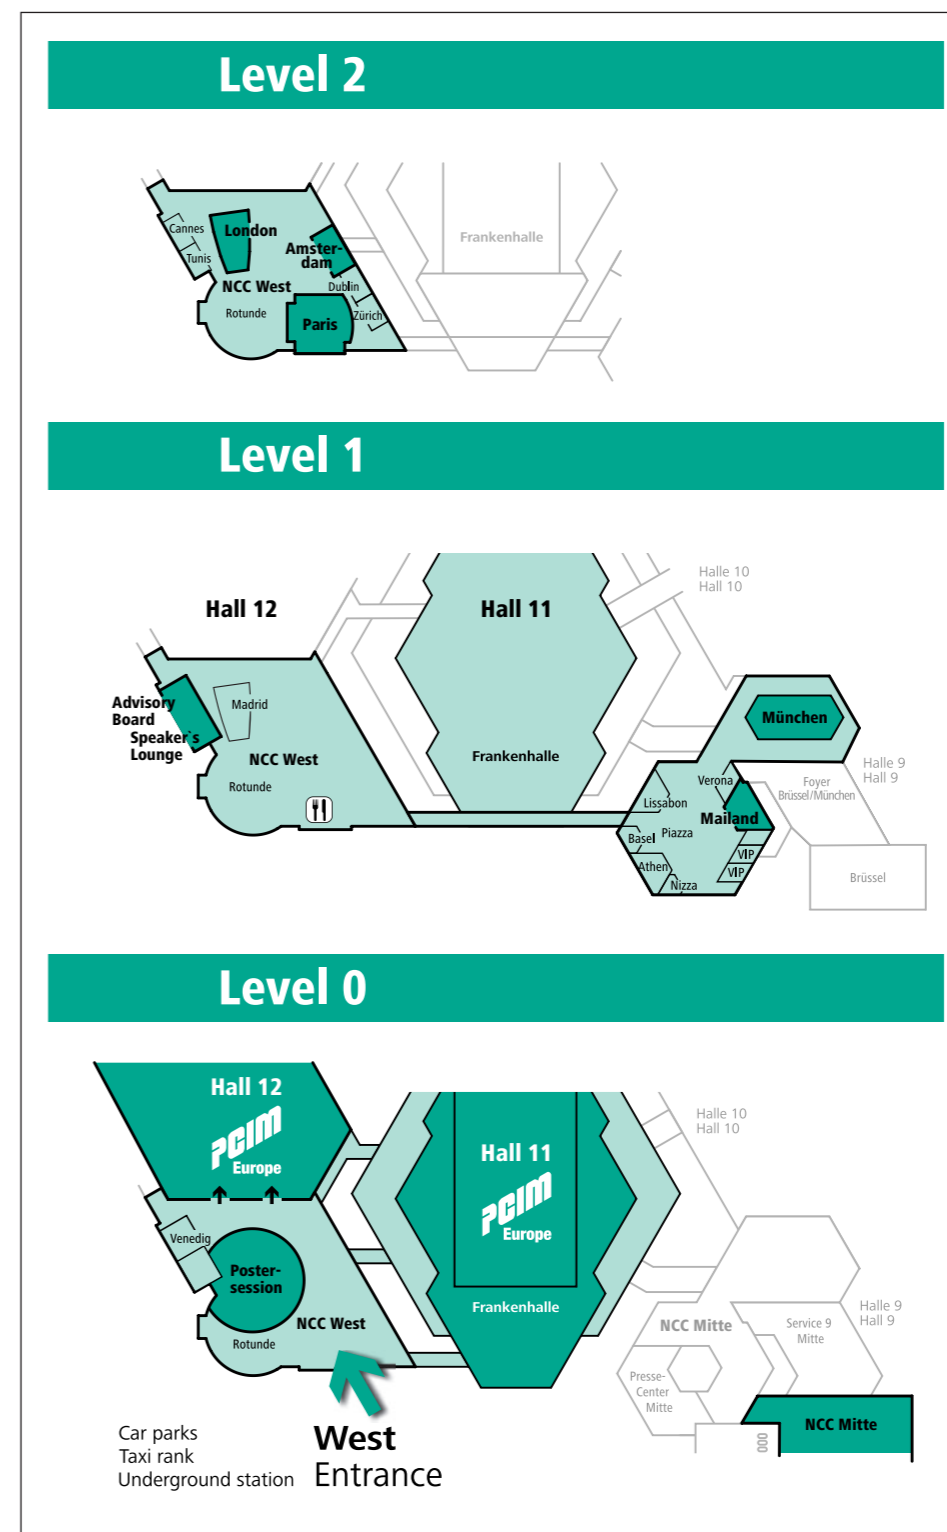 Level 2
Cannes
London
Tunis
Amster-
dam
Frankenhalle
NCC West
Dublin
Rotunde
Paris
Zürich
Level 1
Halle 10
Hall 10
Hall 12
Hall 11
Advisory
Board
Speaker`s
Lounge
Madrid
München
NCC West
Frankenhalle
Rotunde
Verona
Lissabon
Mailand
Piazza
Basel
Athen
Nizza
VIP
VIP
Foyer
Brüssel/München
Halle 9
Hall 9
Brüssel
Level 0
Hall 12
PCIM
Europe
Hall 11
PCIM
Europe
Halle 10
Hall 10
Venedig
Poster-
session
NCC West
Rotunde
Frankenhalle
NCC Mitte
Service 9
Mitte
Halle 9
Hall 9
Presse-
Center
Mitte
NCC Mitte
000
Car parks
Taxi rank
Underground station
West
Entrance